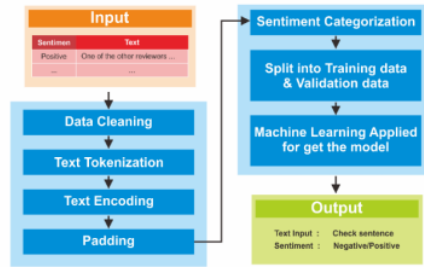 Input
Sentimen Text
Positive One of the other reviewers ...
... ...
Data Cleaning
Text Tokenization
Text Encoding
Padding
Sentiment Categorization
Split into Training data
& Validation data
Machine Learning Applied
for get the model
Output
Text Input : Check sentence
Sentiment : Negative/Positive